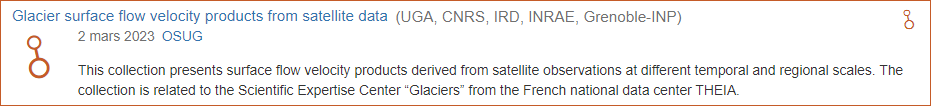 Glacier surface flow velocity products from satellite data (UGA, CNRS, IRD, INRAE, Grenoble-INP)
2 mars 2023 OSUG
This collection presents surface flow velocity products derived from satellite observations at different temporal and regional scales. The
collection is related to the Scientific Expertise Center “Glaciers” from the French national data center THEIA.